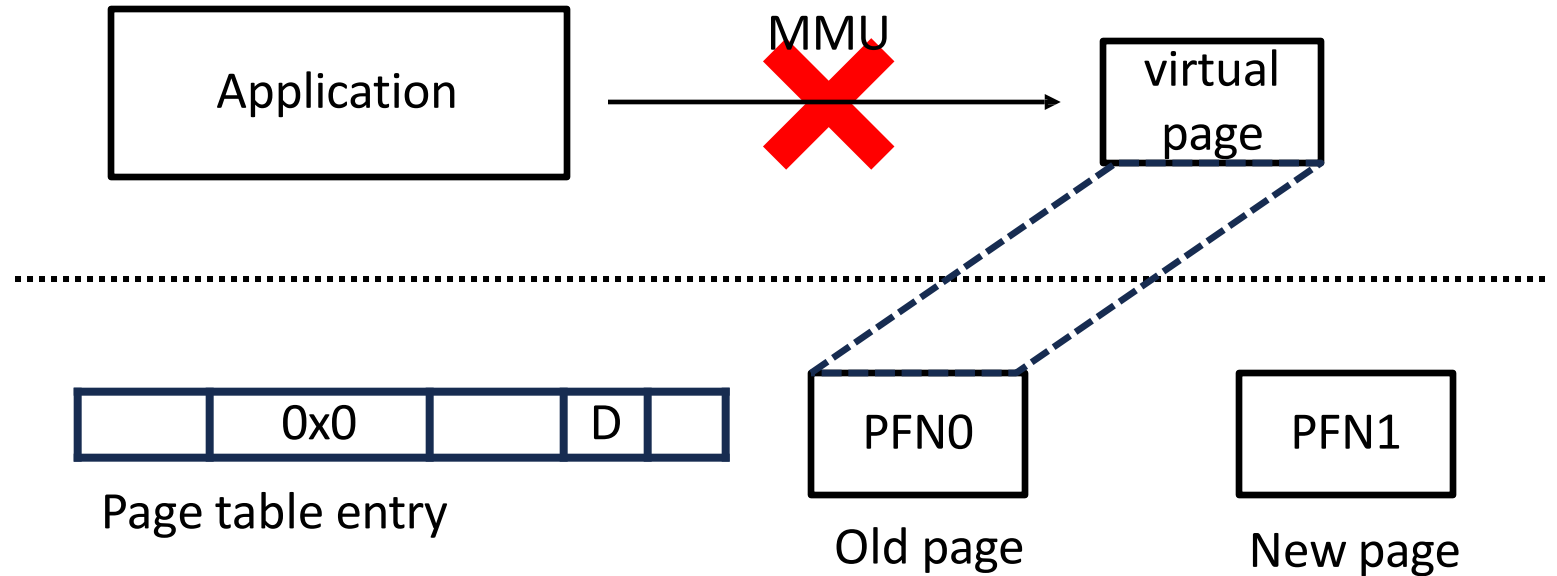 MMU
Application
virtual
page
0x0
D
PFN0
PFN1
Page table entry
Old page
New page